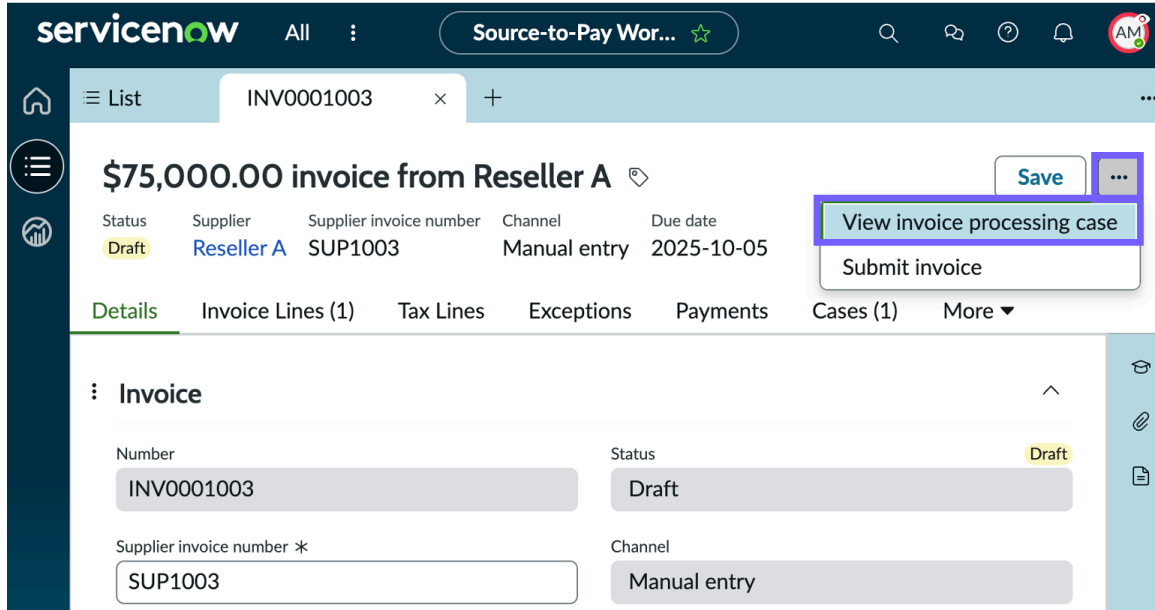 servicenow All Source-to-Pay Wor... AM
List INV0001003
$75,000.00 invoice from Reseller A Save
Status Supplier Supplier invoice number Channel Due date
Draft Reseller A SUP1003 Manual entry 2025-10-05
View invoice processing case
Submit invoice
Details Invoice Lines (1) Tax Lines Exceptions Payments Cases (1) More
Invoice
Number Status Draft
INV0001003 Draft
Supplier invoice number * Channel
SUP1003 Manual entry